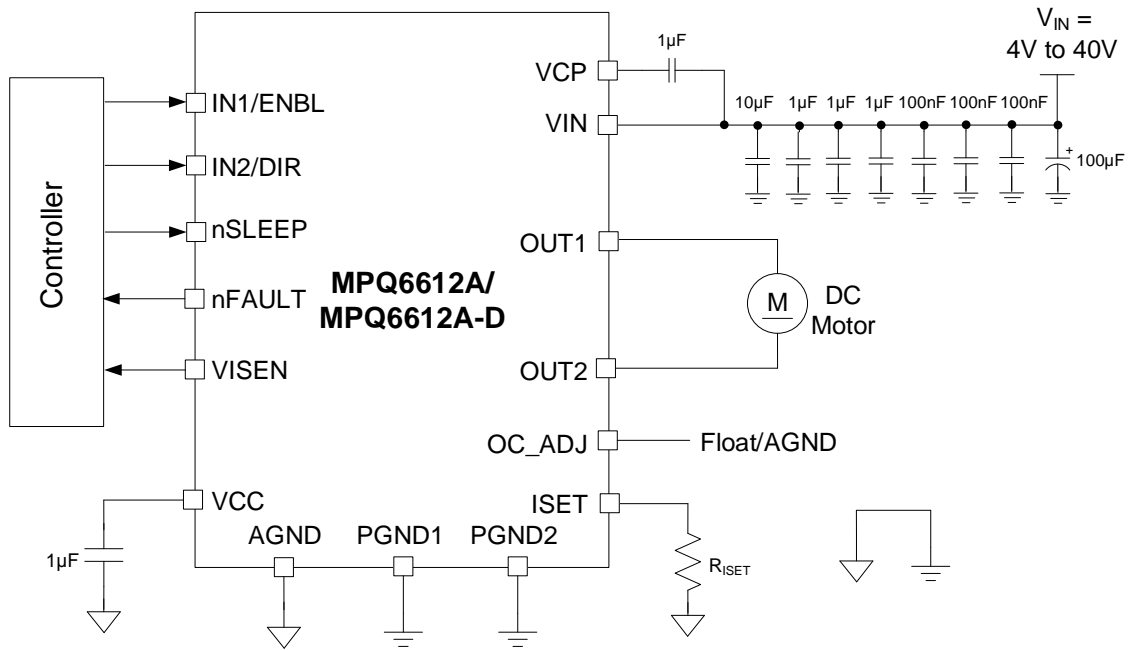 V_IN =
4V to 40V
1µF
VCP
10µF 1µF 1µF 1µF 100nF 100nF 100nF
IN1/ENBL
VIN
+
100µF
IN2/DIR
Controller
nSLEEP
OUT1
MPQ6612A/
MPQ6612A-D
nFAULT
M
DC
Motor
VISEN
OUT2
OC_ADJ
Float/AGND
VCC
ISET
AGND
PGND1
PGND2
1µF
R_ISET